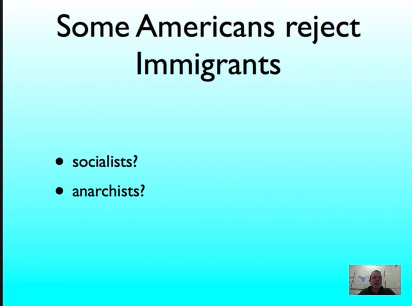 Some Americans reject
Immigrants
• socialists?
• anarchists?